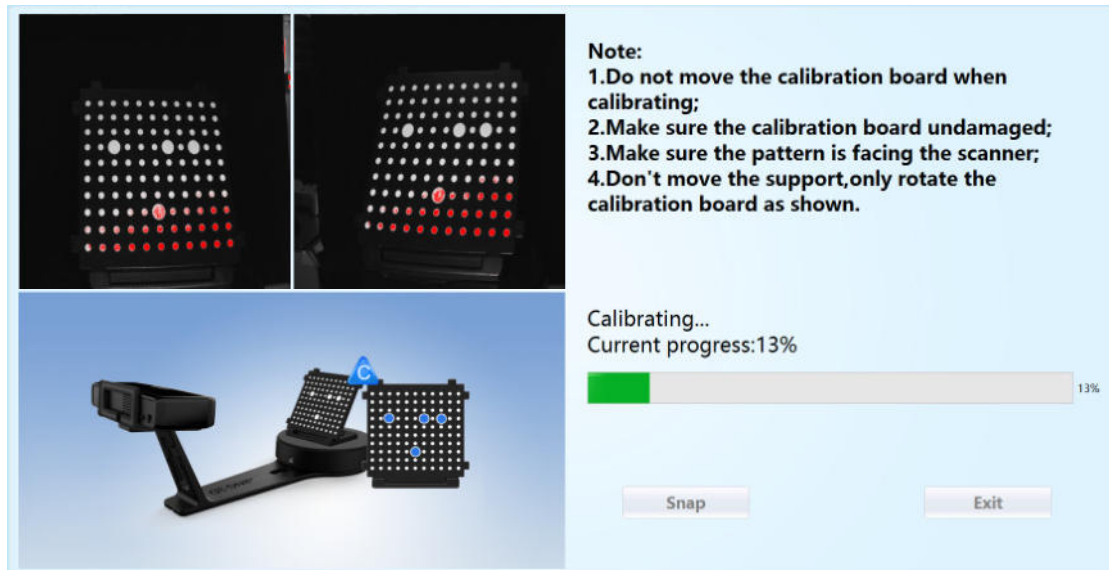 Note:
1.Do not move the calibration board when
calibrating;
2.Make sure the calibration board undamaged;
3.Make sure the pattern is facing the scanner;
4.Don't move the support,only rotate the
calibration board as shown.
Calibrating...
Current progress:13%
13%
C
Snap
Exit